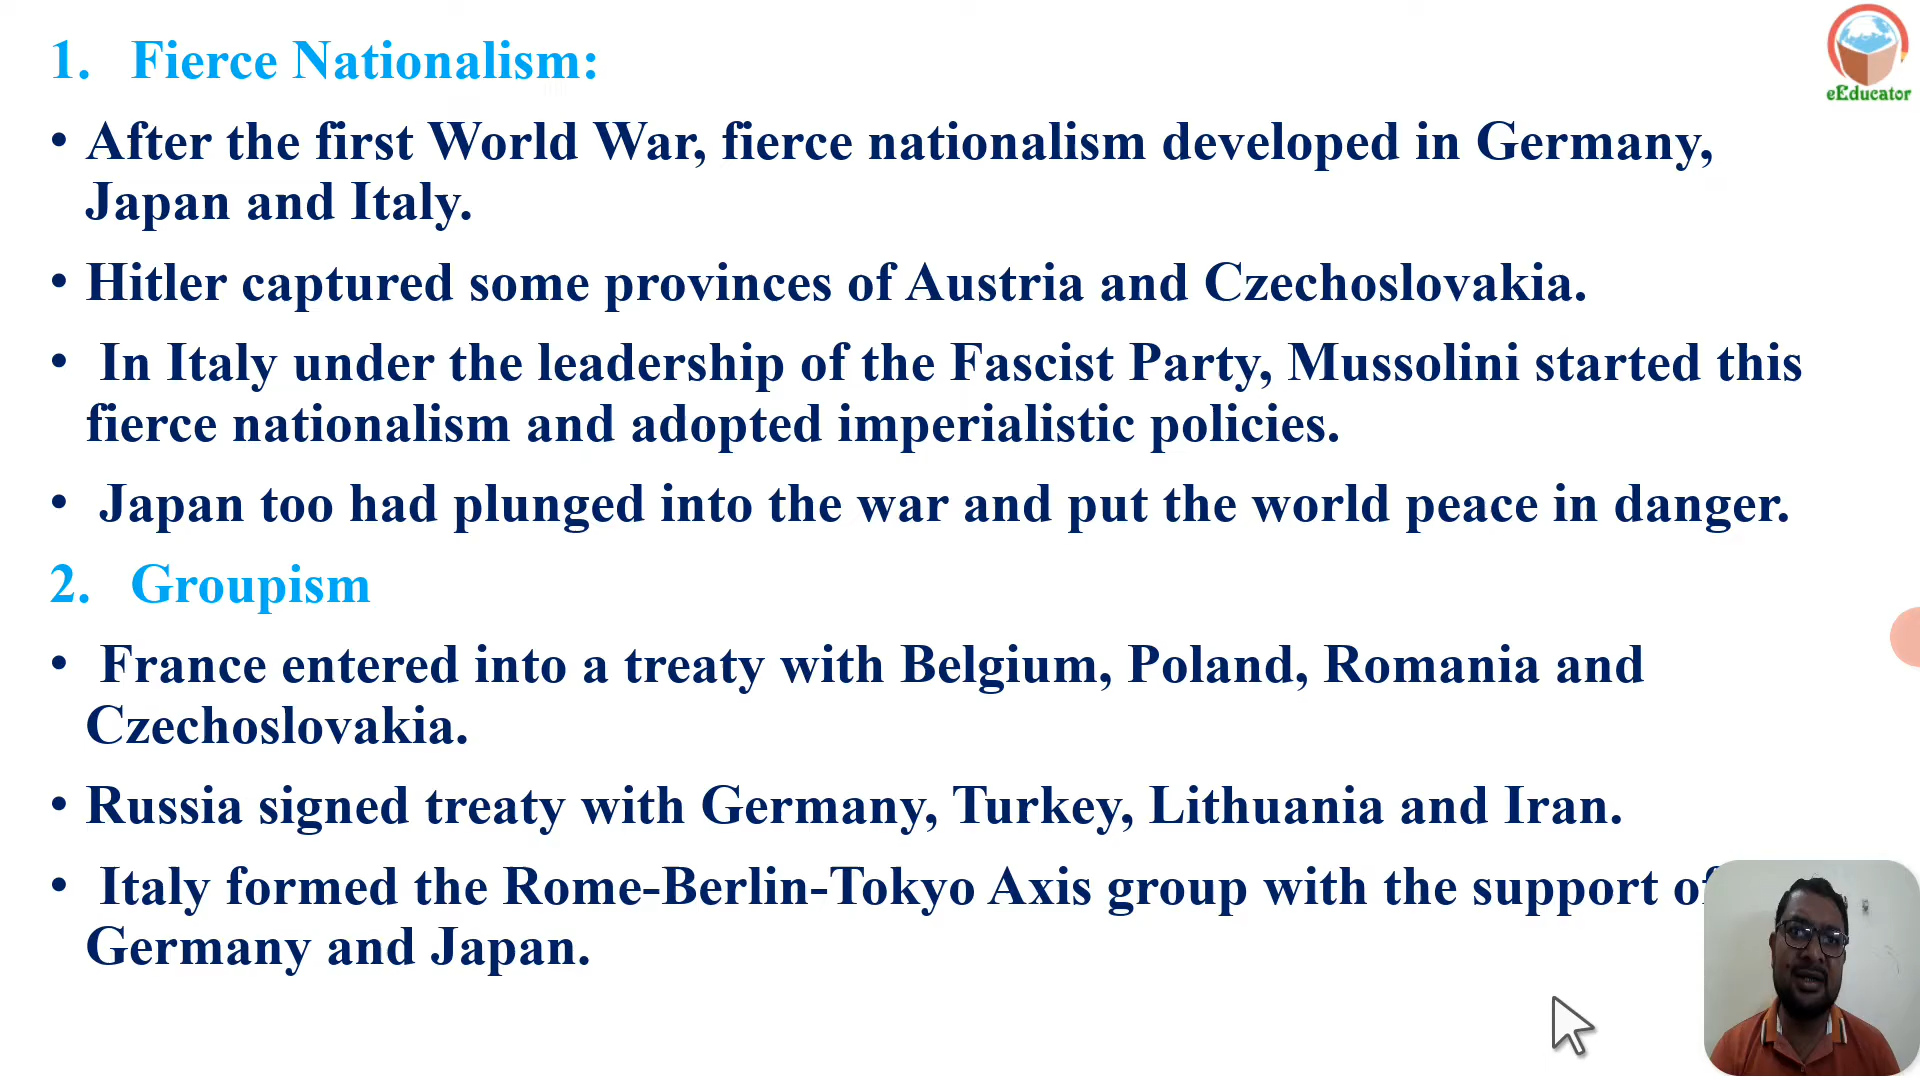 eEducator
1. Fierce Nationalism:
• After the first World War, fierce nationalism developed in Germany,
Japan and Italy.
• Hitler captured some provinces of Austria and Czechoslovakia.
• In Italy under the leadership of the Fascist Party, Mussolini started this
fierce nationalism and adopted imperialistic policies.
• Japan too had plunged into the war and put the world peace in danger.
2. Groupism
• France entered into a treaty with Belgium, Poland, Romania and
Czechoslovakia.
• Russia signed treaty with Germany, Turkey, Lithuania and Iran.
• Italy formed the Rome-Berlin-Tokyo Axis group with the support of
Germany and Japan.